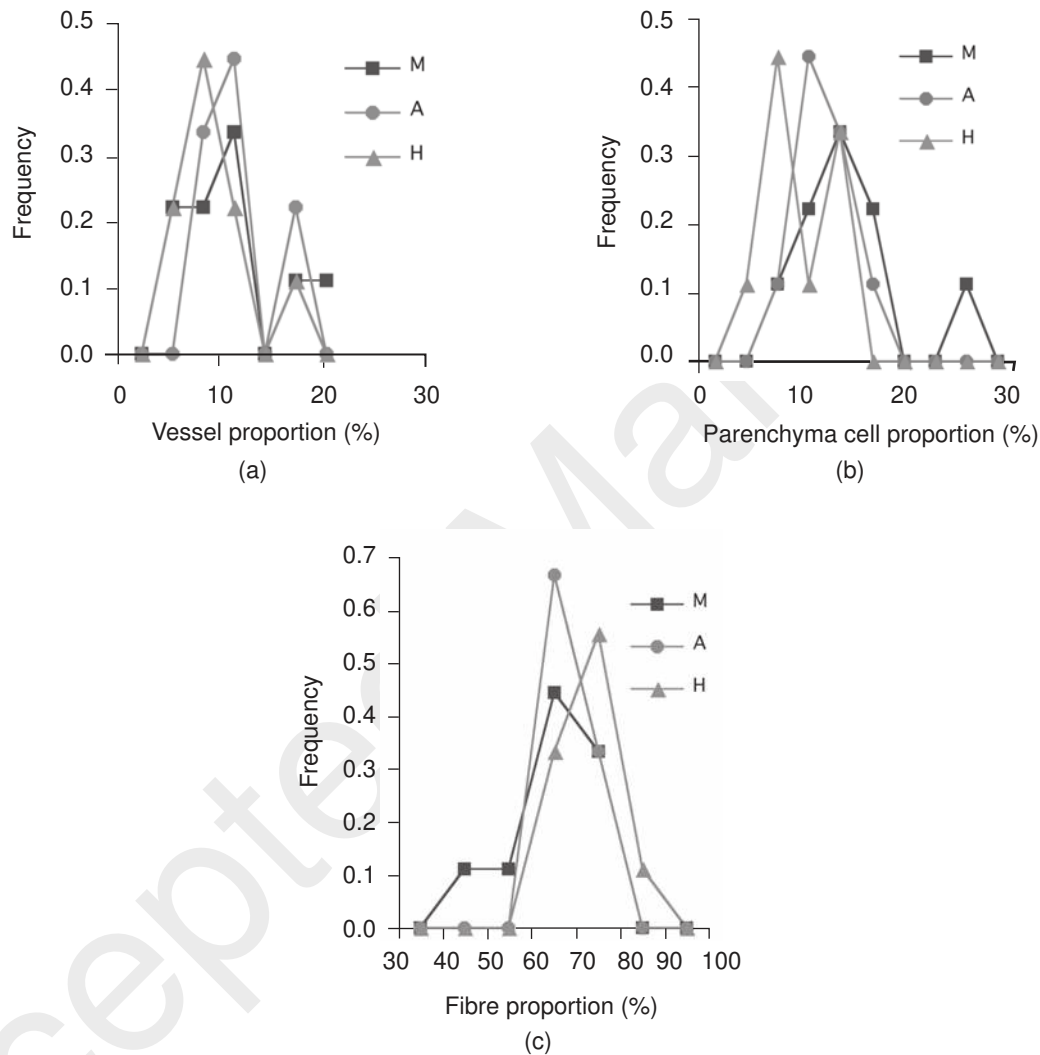 0.5
0.4
0.3
0.2
0.1
0.0
Frequency
M
A
H
0 10 20 30
Vessel proportion (%)
(a)
0.5
0.4
0.3
0.2
0.1
0.0
Frequency
M
A
H
0 10 20 30
Parenchyma cell proportion (%)
(b)
0.7
0.6
0.5
0.4
0.3
0.2
0.1
0.0
Frequency
M
A
H
30 40 50 60 70 80 90 100
Fibre proportion (%)
(c)
cepte Ma